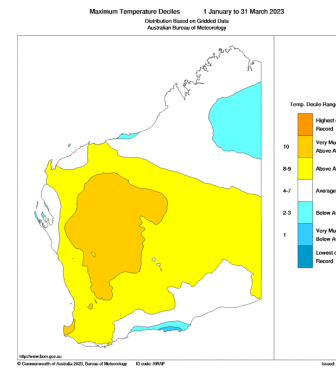 Maximum Temperature Deciles 1 January to 31 March 2023
Distribution Based on Gridded Data
Australian Bureau of Meteorology
Temp. Decile Rang
Highest
Record
10
Very Mu
Above A
8-9
Above A
4-7
Average
2-3
Below A
1
Very Mu
Below A
Lowest
Record
http://www.bom.gov.au
© Commonwealth of Australia 2023, Bureau of Meteorology ID code: AWAP
Issued: